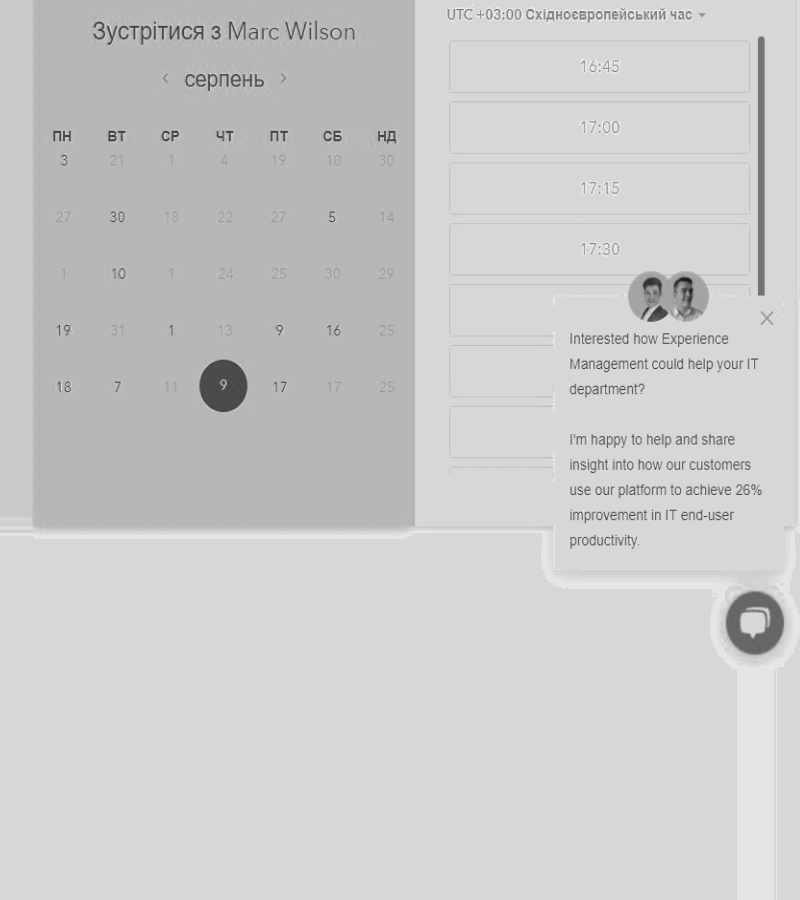 Зустрітися з Marc Wilson
серпень
ПН ВТ СР ЧТ ПТ СБ НД
3 21 1 4 19 10 30
27 30 18 22 27 5 14
1 10 1 24 25 30 29
19 31 1 13 9 16 25
18 7 11 9 17 17 25
UTC +03:00 Східноєвропейський час
16:45
17:00
17:15
17:30
Interested how Experience
Management could help your IT
department?
I'm happy to help and share
insight into how our customers
use our platform to achieve 26%
improvement in IT end-user
productivity.